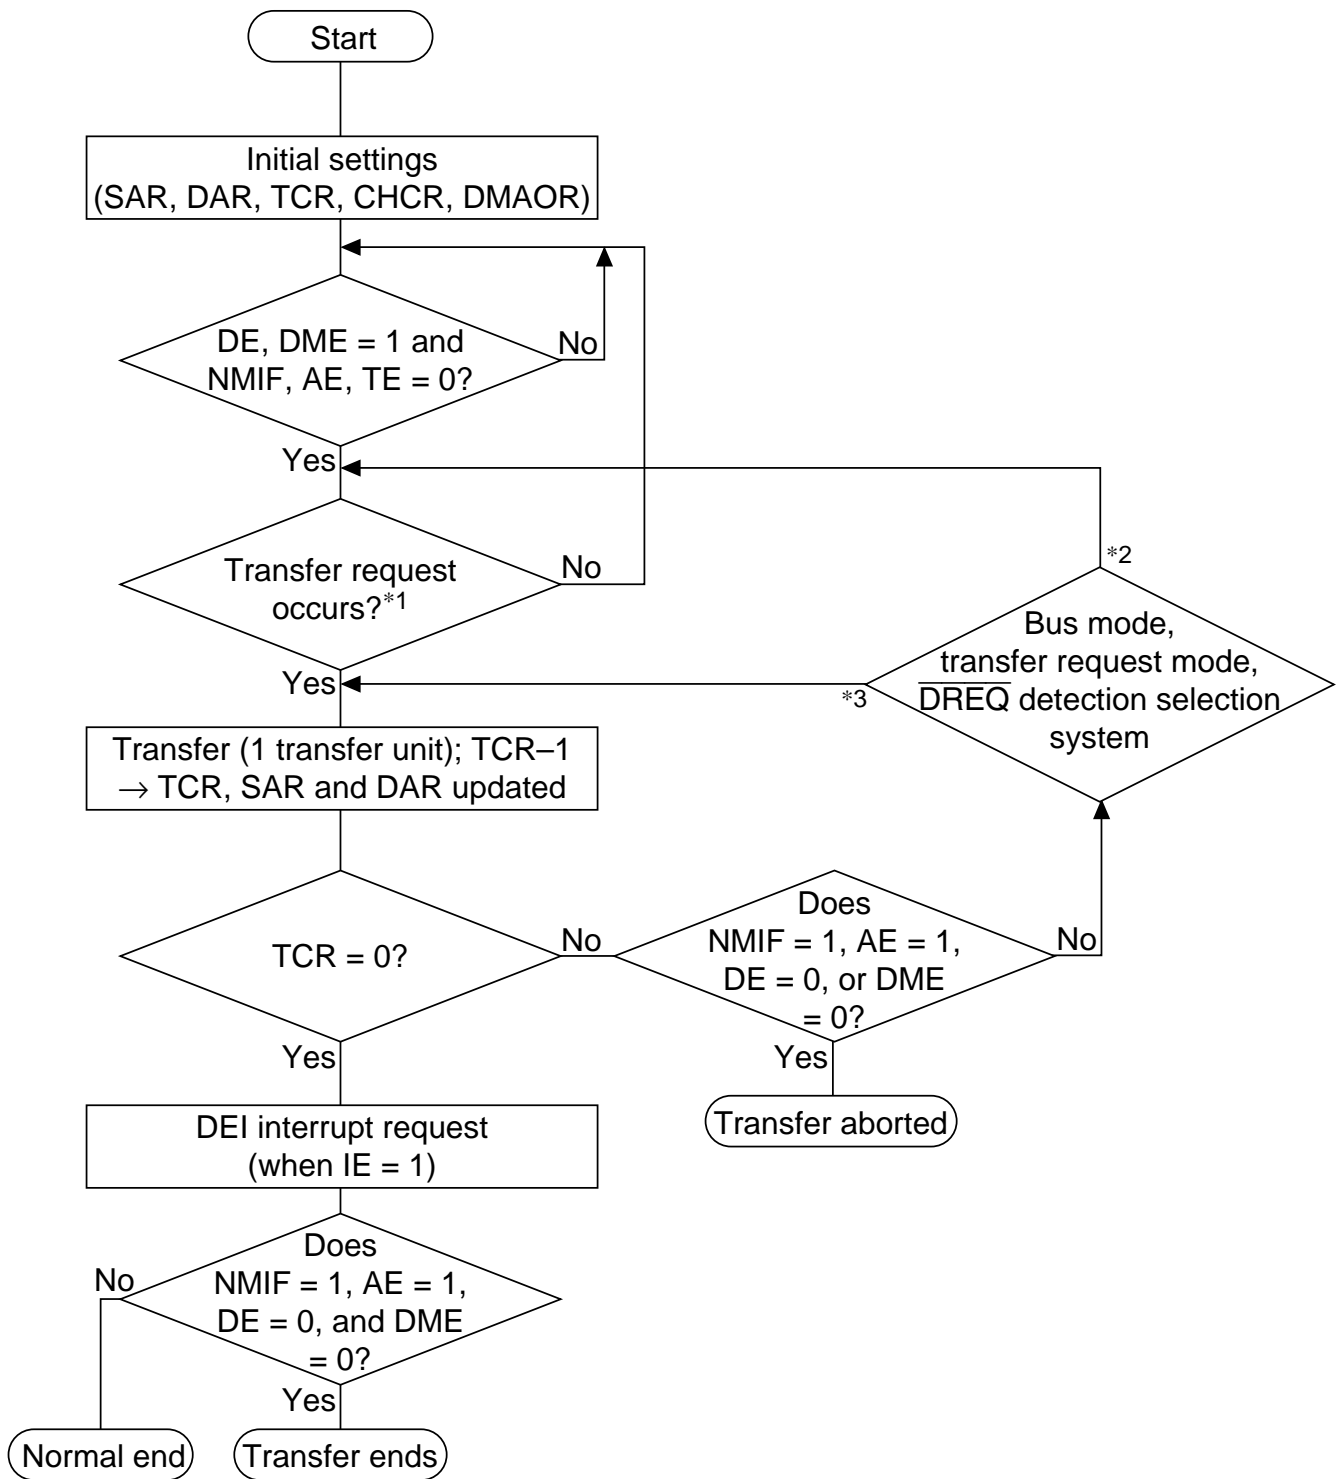 Start
Initial settings
(SAR, DAR, TCR, CHCR, DMAOR)
DE, DME = 1 and
NMIF, AE, TE = 0?
No
Yes
Transfer request
occurs?*1
No
Yes
*2
Bus mode,
transfer request mode,
DREQ detection selection
system
*3
Transfer (1 transfer unit); TCR–1
→ TCR, SAR and DAR updated
TCR = 0?
No
Does
NMIF = 1, AE = 1,
DE = 0, or DME
= 0?
No
Yes
Yes
Transfer aborted
DEI interrupt request
(when IE = 1)
Does
NMIF = 1, AE = 1,
DE = 0, and DME
= 0?
No
Yes
Normal end
Transfer ends